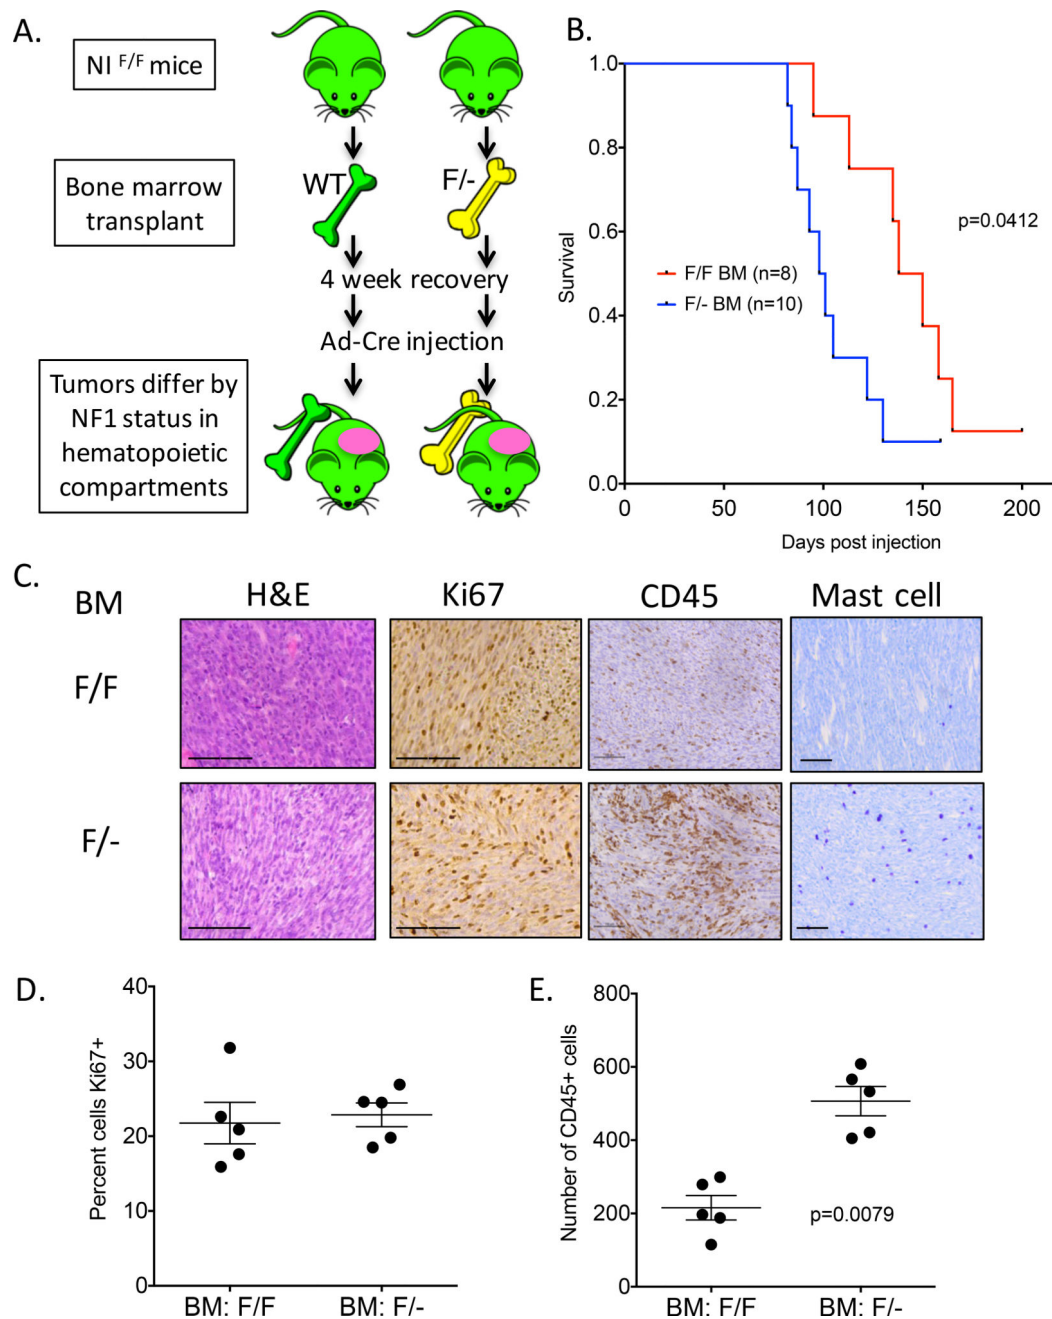 A.
NI F/F mice
Bone marrow
transplant
WT
F/-
4 week recovery
Ad-Cre injection
Tumors differ by
NF1 status in
hematopoietic
compartments
B.
1.0
0.8
0.6
0.4
0.2
0.0
Survival
p=0.0412
F/F BM (n=8)
F/- BM (n=10)
0 50 100 150 200
Days post injection
C.
BM H&E Ki67 CD45 Mast cell
F/F
F/-
D.
40
30
20
10
0
Percent cells Ki67+
BM: F/F BM: F/-
E.
800
600
400
200
0
Number of CD45+ cells
p=0.0079
BM: F/F BM: F/-